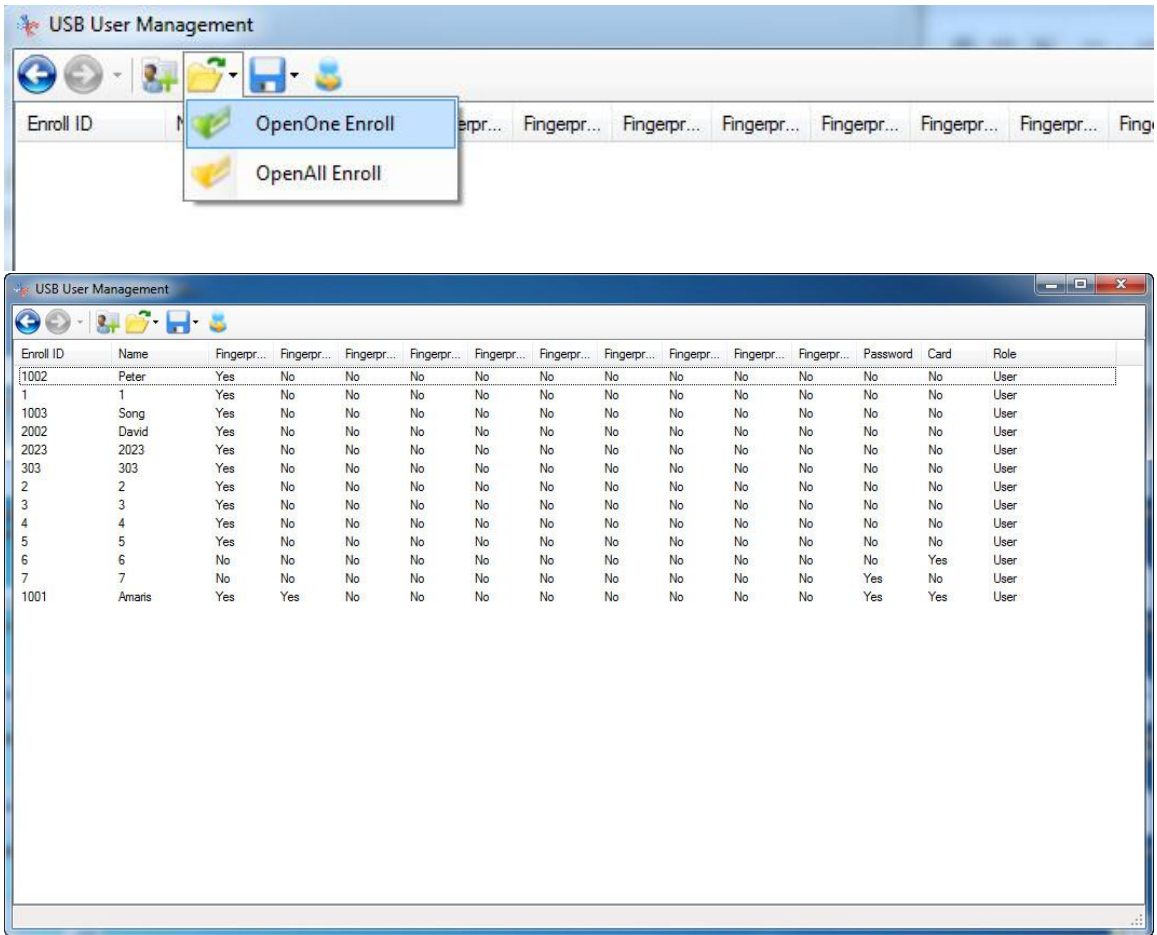 USB User Management
OpenOne Enroll
Enroll ID N erpr... Fingerpr... Fingerpr... Fingerpr... Fingerpr... Fingerpr... Fingerpr... Fing
OpenAll Enroll
USB User Management
Enroll ID Name Fingerpr... Fingerpr... Fingerpr... Fingerpr... Fingerpr... Fingerpr... Fingerpr... Fingerpr... Fingerpr... Fingerpr... Password Card Role
1002 Peter Yes No No No No No No No No No No No User
1 1 Yes No No No No No No No No No No No User
1003 Song Yes No No No No No No No No No No No User
2002 David Yes No No No No No No No No No No No User
2023 2023 Yes No No No No No No No No No No No User
303 303 Yes No No No No No No No No No No No User
2 2 Yes No No No No No No No No No No No User
3 3 Yes No No No No No No No No No No No User
4 4 Yes No No No No No No No No No No No User
5 5 Yes No No No No No No No No No No No User
6 6 No No No No No No No No No No No Yes User
7 7 No No No No No No No No No No Yes No User
1001 Amaris Yes Yes No No No No No No No No Yes Yes User